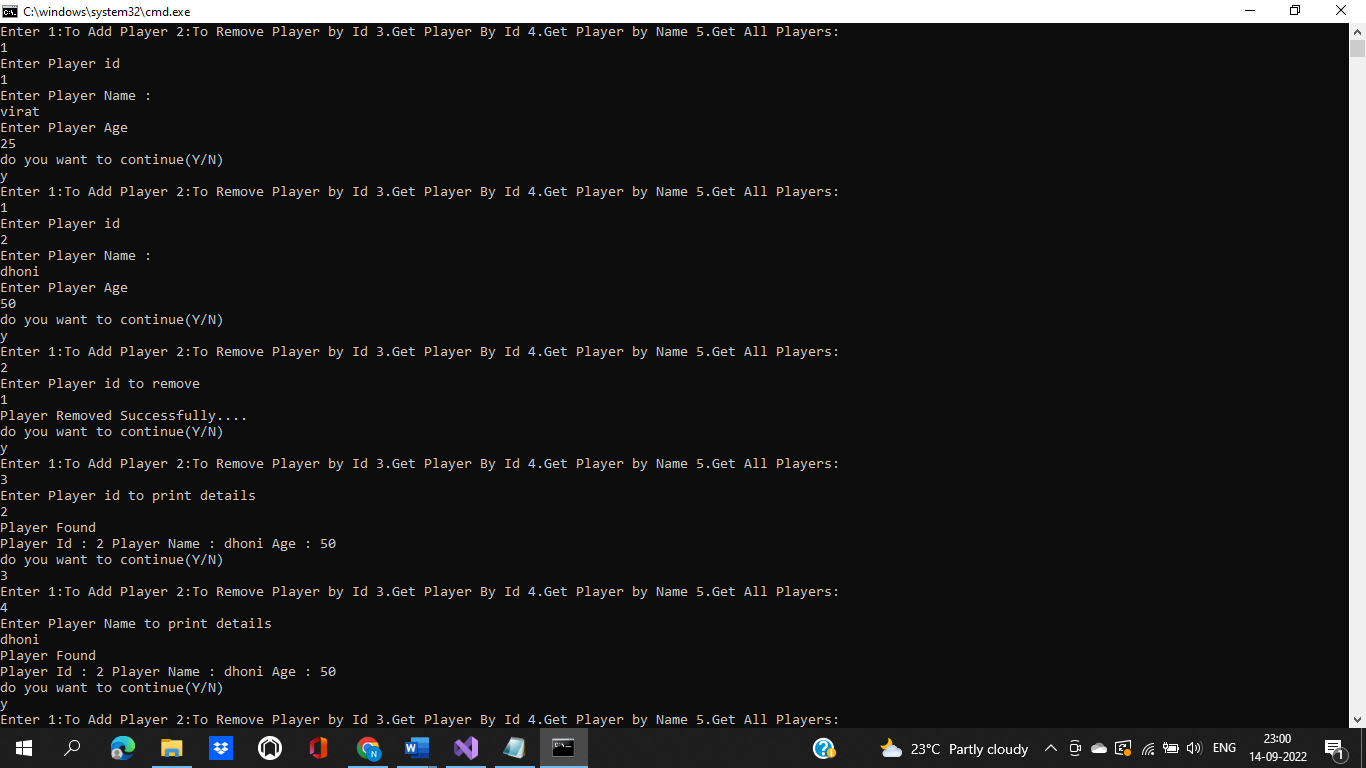 C:\windows\system32\cmd.exe
Enter 1:To Add Player 2:To Remove Player by Id 3.Get Player By Id 4.Get Player by Name 5.Get All Players:
1
Enter Player id
1
Enter Player Name :
virat
Enter Player Age
25
do you want to continue(Y/N)
y
Enter 1:To Add Player 2:To Remove Player by Id 3.Get Player By Id 4.Get Player by Name 5.Get All Players:
1
Enter Player id
2
Enter Player Name :
dhoni
Enter Player Age
50
do you want to continue(Y/N)
y
Enter 1:To Add Player 2:To Remove Player by Id 3.Get Player By Id 4.Get Player by Name 5.Get All Players:
2
Enter Player id to remove
1
Player Removed Successfully....
do you want to continue(Y/N)
y
Enter 1:To Add Player 2:To Remove Player by Id 3.Get Player By Id 4.Get Player by Name 5.Get All Players:
3
Enter Player id to print details
2
Player Found
Player Id : 2 Player Name : dhoni Age : 50
do you want to continue(Y/N)
3
Enter 1:To Add Player 2:To Remove Player by Id 3.Get Player By Id 4.Get Player by Name 5.Get All Players:
4
Enter Player Name to print details
dhoni
Player Found
Player Id : 2 Player Name : dhoni Age : 50
do you want to continue(Y/N)
y
Enter 1:To Add Player 2:To Remove Player by Id 3.Get Player By Id 4.Get Player by Name 5.Get All Players:
23°C Partly cloudy
ENG
23:00
14-09-2022
1